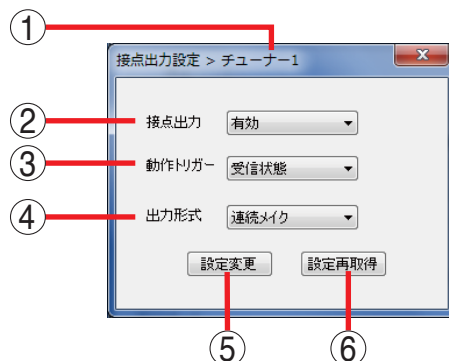 ①
接点出力設定 > チューナー1
② 接点出力 有効
③ 動作トリガー 受信状態
④ 出力形式 連続メイク
設定変更 設定再取得
⑤ ⑥